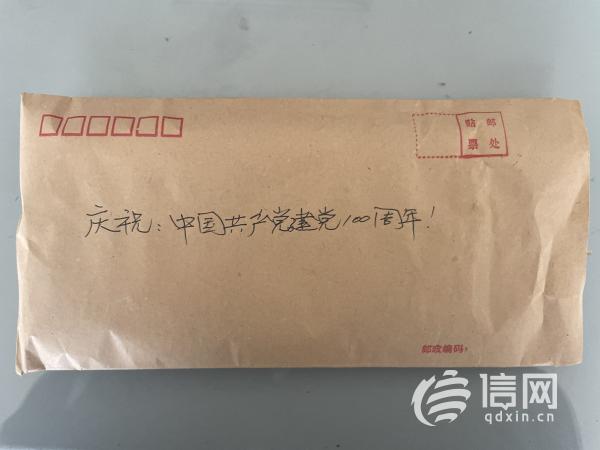 贴 邮
票 处
庆祝：中国共产党建党100周年！
邮政编码：
信网
qdxin.cn